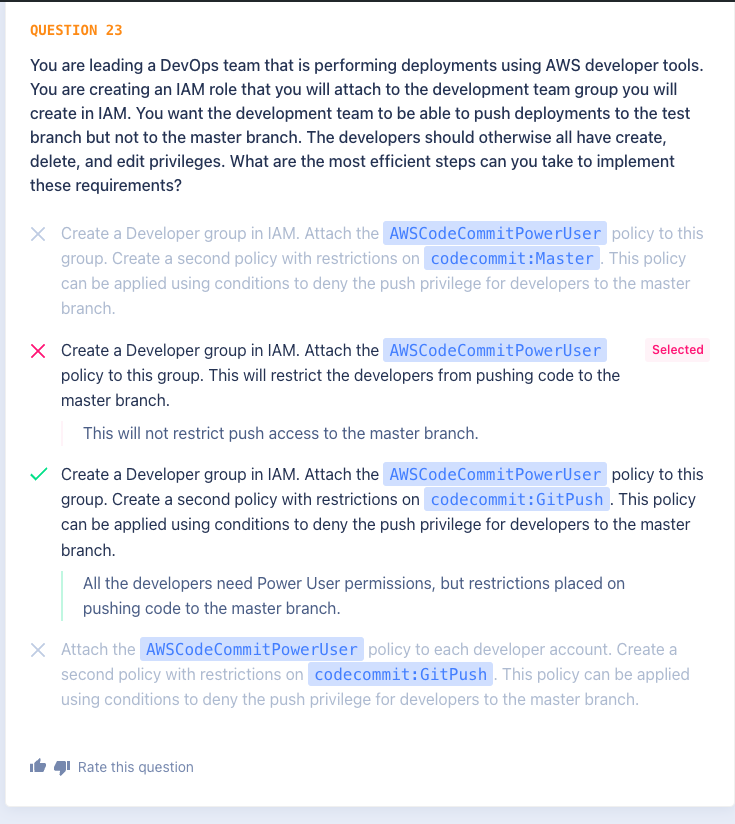 QUESTION 23
You are leading a DevOps team that is performing deployments using AWS developer tools.
You are creating an IAM role that you will attach to the development team group you will
create in IAM. You want the development team to be able to push deployments to the test
branch but not to the master branch. The developers should otherwise all have create,
delete, and edit privileges. What are the most efficient steps can you take to implement
these requirements?
Create a Developer group in IAM. Attach the AWSCodeCommitPowerUser policy to this
group. Create a second policy with restrictions on codecommit:Master. This policy
can be applied using conditions to deny the push privilege for developers to the master
branch.
Create a Developer group in IAM. Attach the AWSCodeCommitPowerUser
Selected
policy to this group. This will restrict the developers from pushing code to the
master branch.
This will not restrict push access to the master branch.
Create a Developer group in IAM. Attach the AWSCodeCommitPowerUser policy to this
group. Create a second policy with restrictions on codecommit:GitPush. This policy
can be applied using conditions to deny the push privilege for developers to the master
branch.
All the developers need Power User permissions, but restrictions placed on
pushing code to the master branch.
Attach the AWSCodeCommitPowerUser policy to each developer account. Create a
second policy with restrictions on codecommit:GitPush. This policy can be applied
using conditions to deny the push privilege for developers to the master branch.
Rate this question